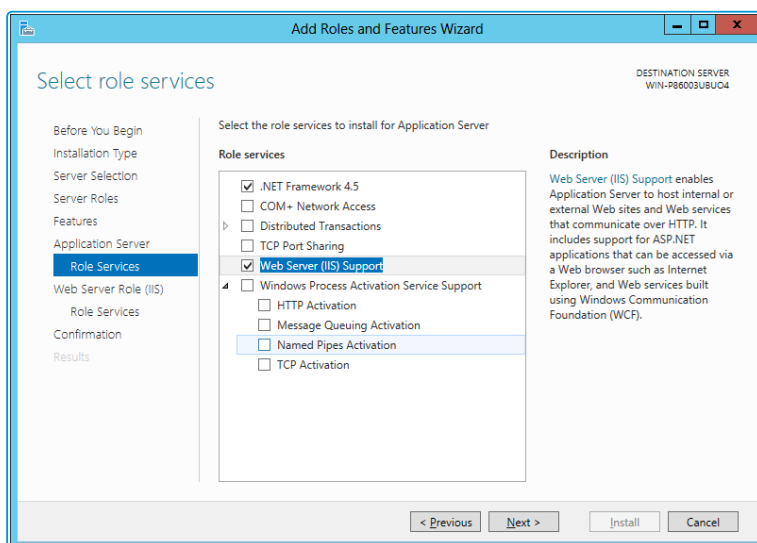 Add Roles and Features Wizard
Select role services
DESTINATION SERVER
WIN-P86003UBUO4
Before You Begin
Installation Type
Server Selection
Server Roles
Features
Application Server
Role Services
Web Server Role (IIS)
Role Services
Confirmation
Results
Select the role services to install for Application Server
Role services
.NET Framework 4.5
COM+ Network Access
Distributed Transactions
TCP Port Sharing
Web Server (IIS) Support
Windows Process Activation Service Support
HTTP Activation
Message Queuing Activation
Named Pipes Activation
TCP Activation
Description
Web Server (IIS) Support enables
Application Server to host internal or
external Web sites and Web services
that communicate over HTTP. It
includes support for ASP.NET
applications that can be accessed via
a Web browser such as Internet
Explorer, and Web services built
using Windows Communication
Foundation (WCF).
< Previous
Next >
Install
Cancel